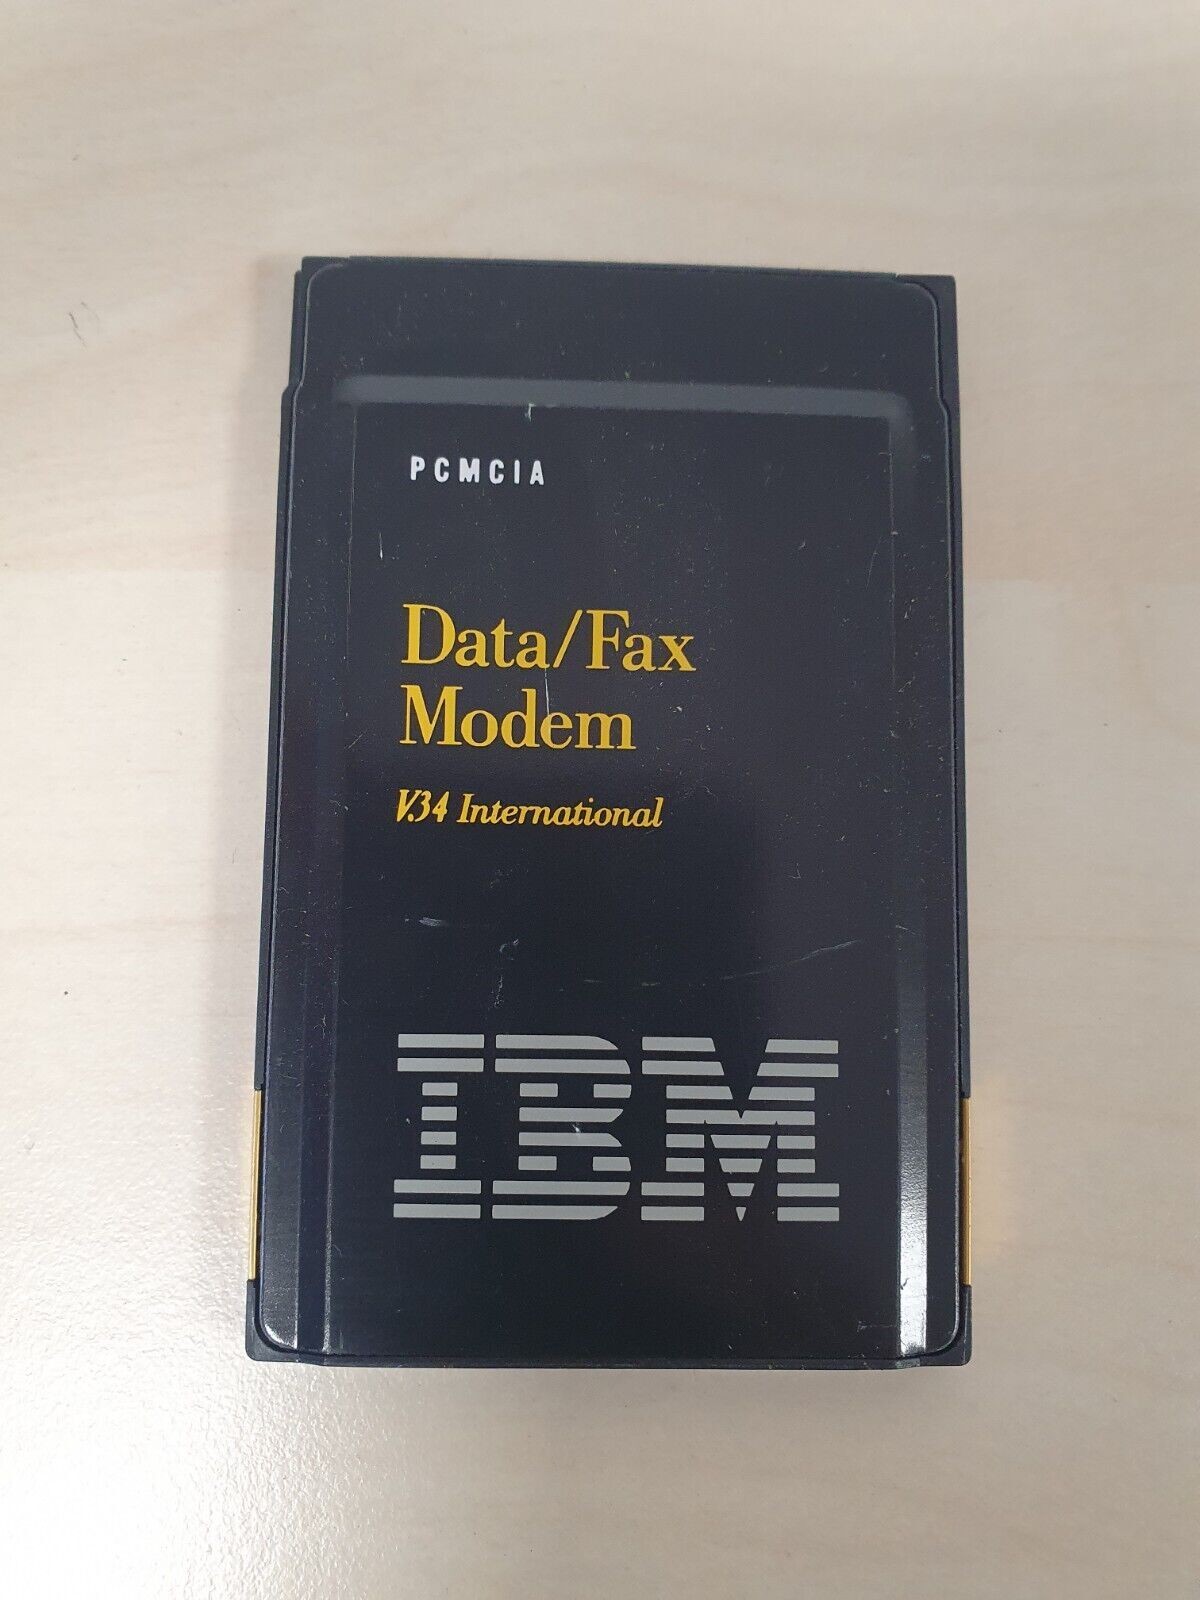 PCMCIA
Data/Fax
Modem
V.34 International
IBM